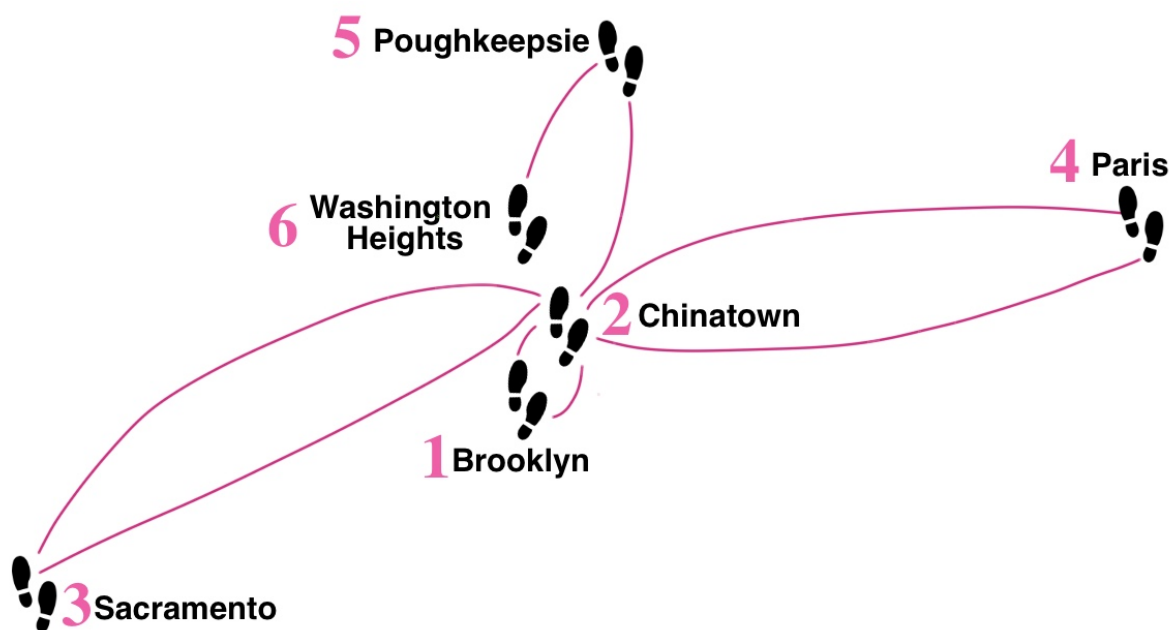 5 Poughkeepsie
4 Paris
6 Washington
Heights
2 Chinatown
1 Brooklyn
3 Sacramento